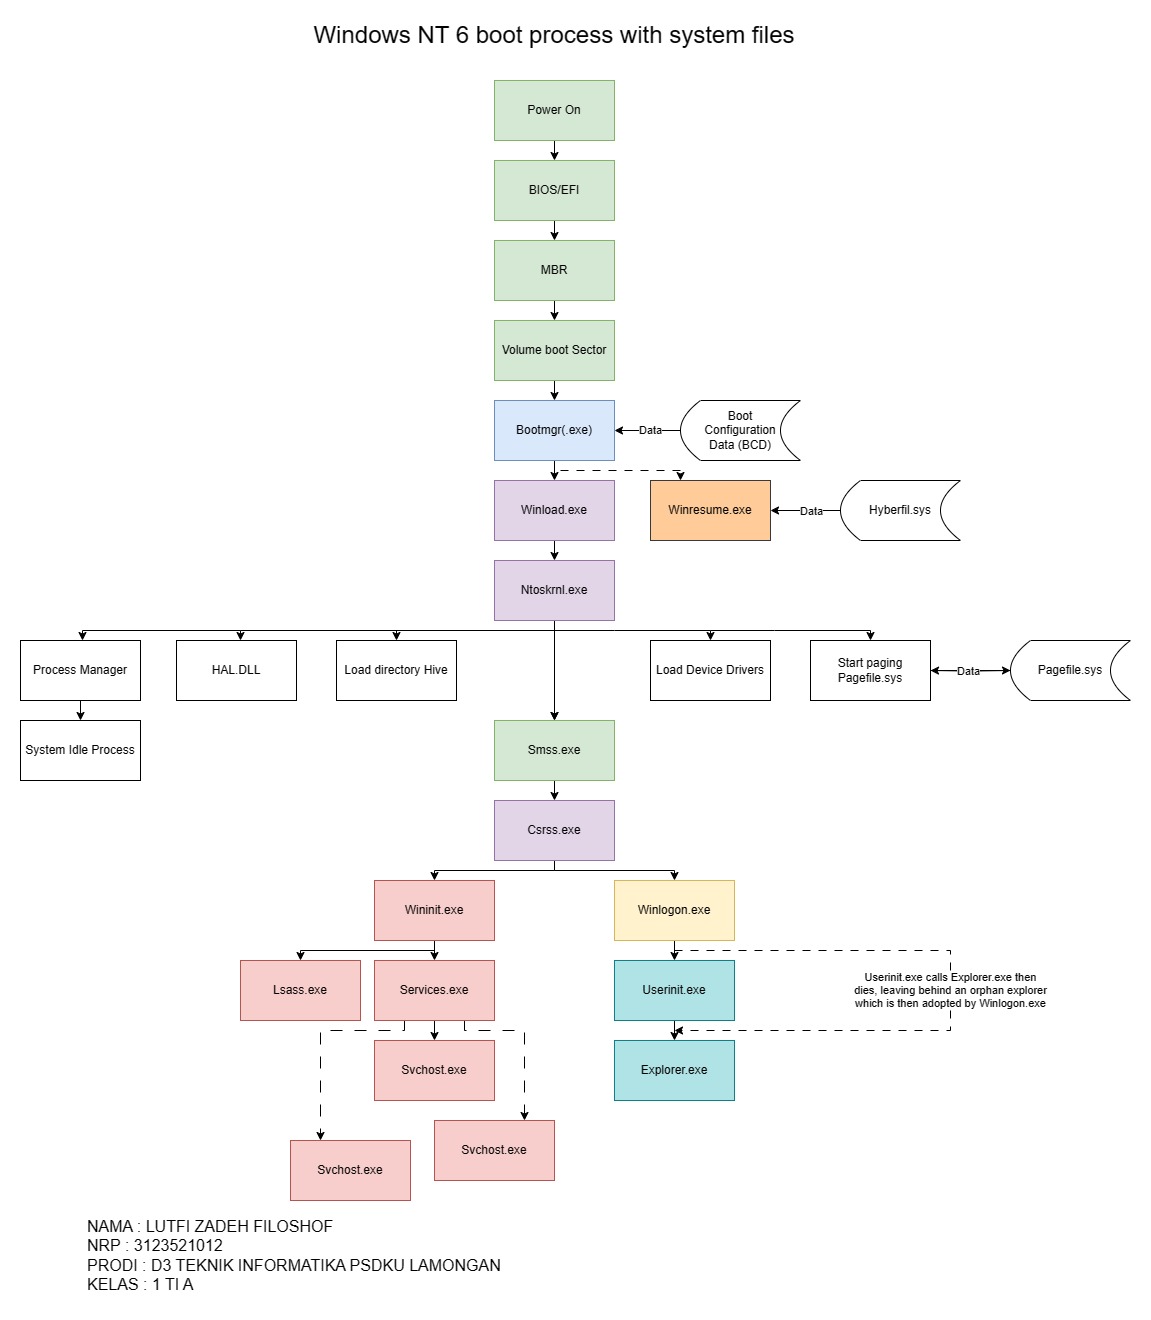 Windows NT 6 boot process with system files
Power On
BIOS/EFI
MBR
Volume boot Sector
Bootmgr(.exe)
Data
Boot
Configuration
Data (BCD)
Winload.exe
Winresume.exe
Data
Hyberfil.sys
Ntoskrnl.exe
Process Manager
HAL.DLL
Load directory Hive
Load Device Drivers
Start paging
Pagefile.sys
Data
Pagefile.sys
System Idle Process
Smss.exe
Csrss.exe
Wininit.exe
Winlogon.exe
Lsass.exe
Services.exe
Userinit.exe
Userinit.exe calls Explorer.exe then
dies, leaving behind an orphan explorer
which is then adopted by Winlogon.exe
Svchost.exe
Explorer.exe
Svchost.exe
Svchost.exe
NAMA : LUTFI ZADEH FILOSHOF
NRP : 3123521012
PRODI : D3 TEKNIK INFORMATIKA PSDKU LAMONGAN
KELAS : 1 TI A